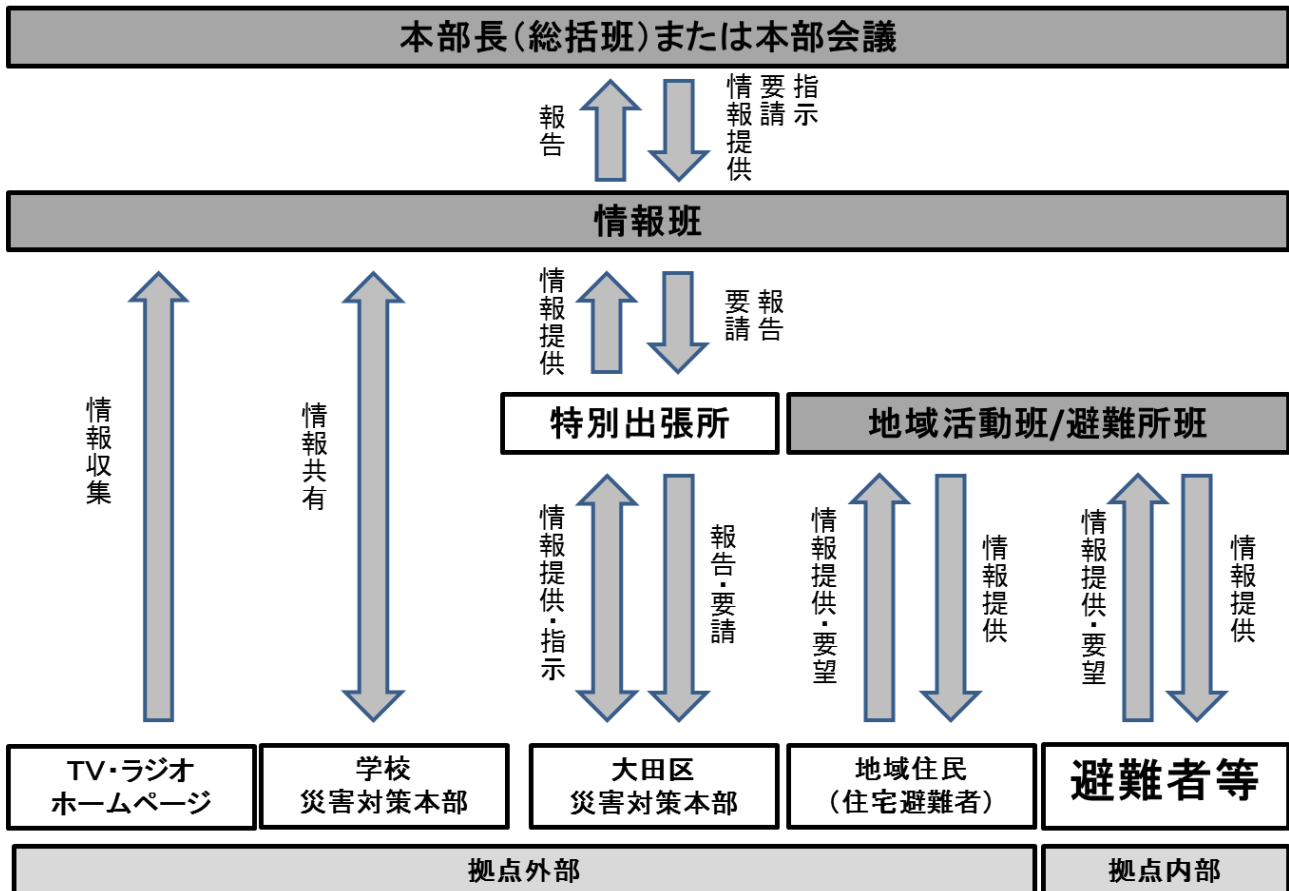 本部長（総括班）または本部会議
報告
指示
要請
情報提供
情報班
情報収集
情報共有
情報提供
報告
要請
特別出張所
地域活動班/避難所班
情報提供・指示
報告・要請
情報提供・要望
情報提供
情報提供・要望
情報提供
TV・ラジオ
ホームページ
学校
災害対策本部
大田区
災害対策本部
地域住民
（住宅避難者）
避難者等
拠点外部
拠点内部